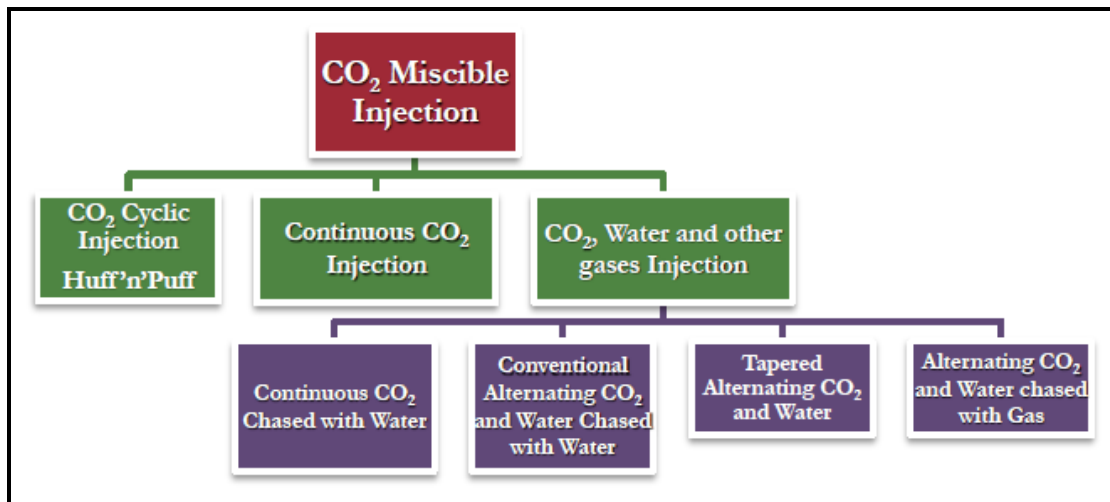 CO₂ Miscible
Injection
CO₂ Cyclic
Injection
Huff'n'Puff
Continuous CO₂
Injection
CO₂, Water and other
gases Injection
Continuous CO₂
Chased with Water
Conventional
Alternating CO₂
and Water Chased
with Water
Tapered
Alternating CO₂
and Water
Alternating CO₂
and Water chased
with Gas